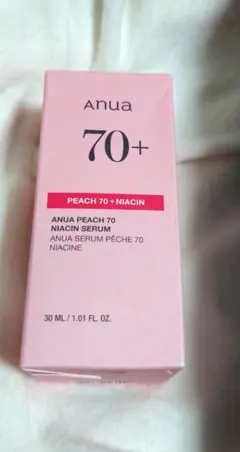 Anua
70+
PEACH 70 + NIACIN
ANUA PEACH 70
NIACIN SERUM
ANUA SÉRUM PÊCHE 70
NIACINE
30 ML / 1.01 FL. OZ.